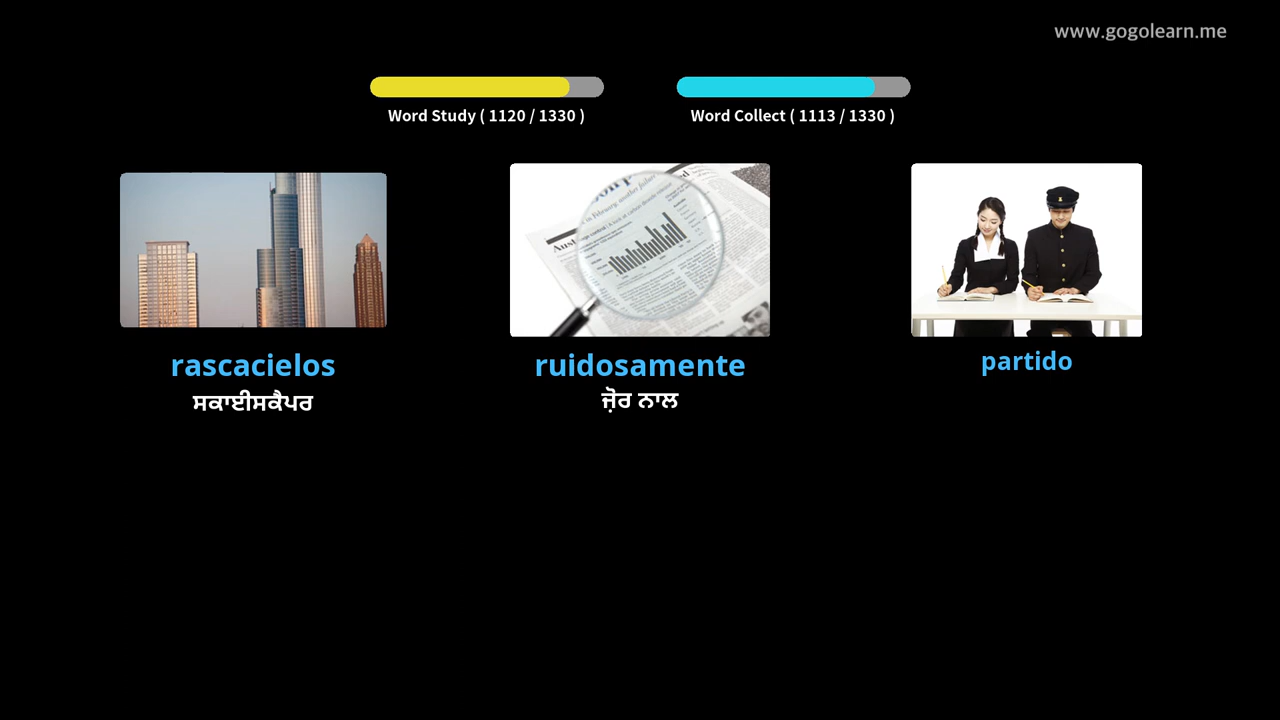 www.gogolearn.me
Word Study ( 1120 / 1330 )
Word Collect ( 1113 / 1330 )
rascacielos
ਸਕਾਈਸਕੈਪਰ
ruidosamente
ਜ਼ੋਰ ਨਾਲ
partido